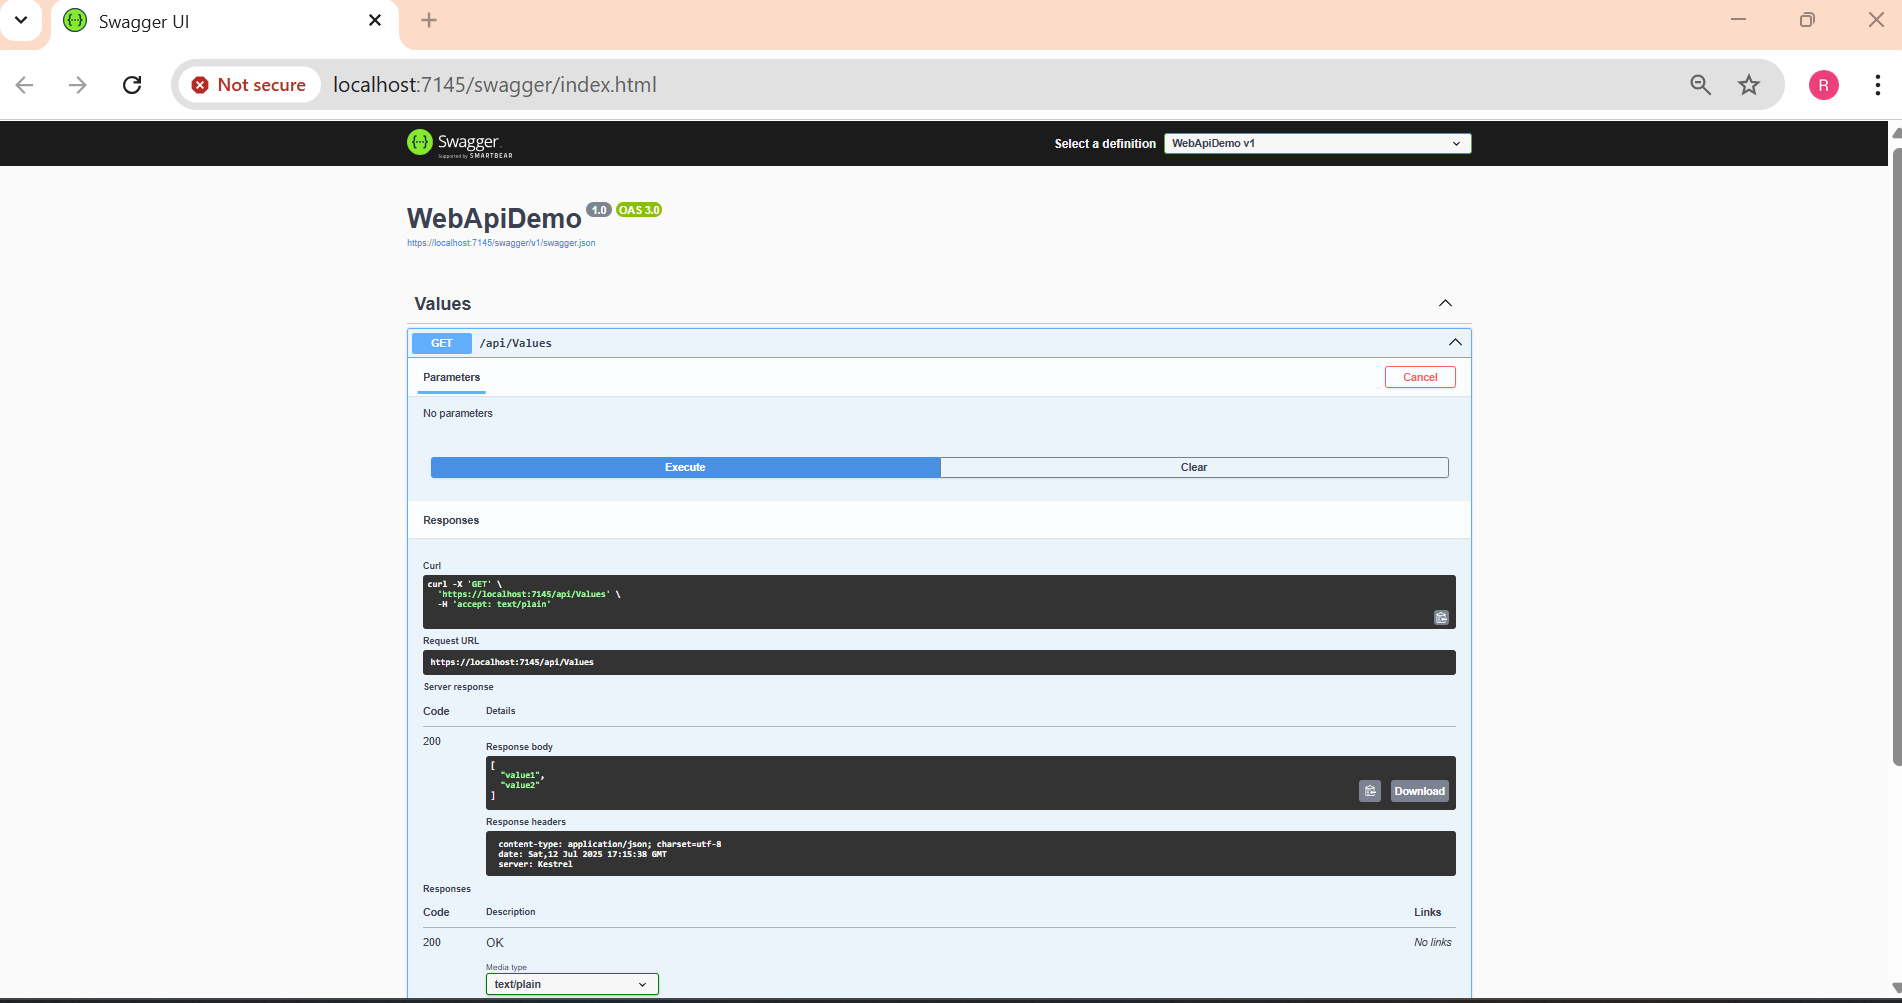 Swagger UI
Not secure
localhost:7145/swagger/index.html
R
{···} Swagger
Supported by SMARTBEAR
Select a definition
WebApiDemo v1
WebApiDemo 1.0 OAS 3.0
https://localhost:7145/swagger/v1/swagger.json
Values
GET /api/Values
Parameters
Cancel
No parameters
Execute
Clear
Responses
Curl
curl -X 'GET' \
'https://localhost:7145/api/Values' \
-H 'accept: text/plain'
Request URL
https://localhost:7145/api/Values
Server response
Code Details
200
Response body
[
"value1",
"value2"
]
Download
Response headers
content-type: application/json; charset=utf-8
date: Sat,12 Jul 2025 17:15:38 GMT
server: Kestrel
Responses
Code Description Links
200 OK No links
Media type
text/plain